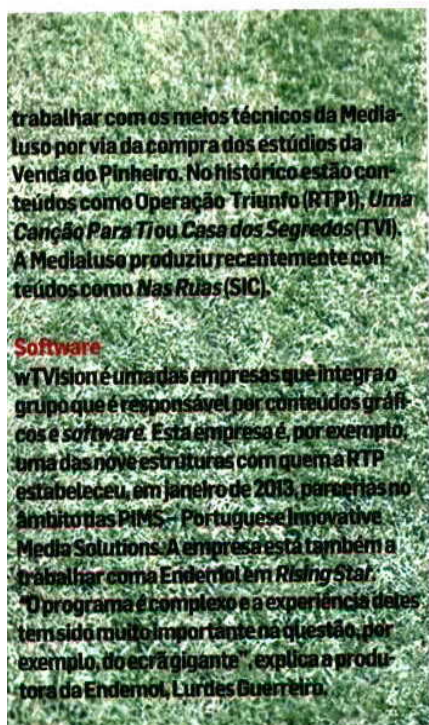 trabalhar com os meios técnicos da Media-
luso por via da compra dos estúdios da
Venda do Pinheiro. No histórico estão con-
teúdos como Operação Triunfo (RTP1), Uma
Canção Para Ti ou Casa dos Segredos (TVI).
A Medialuso produziu recentemente con-
teúdos como Nas Ruas (SIC).
Software
wTVision é uma das empresas que integra o
grupo que é responsável por conteúdos gráfi-
cos e software. Esta empresa é, por exemplo,
uma das nove estruturas com quem a RTP
estabeleceu, em janeiro de 2013, parcerias no
âmbito das PIMS - Portuguese Innovative
Media Solutions. A empresa está também a
trabalhar com a Endemol em Rising Star.
"O programa é complexo e a experiência deles
tem sido muito importante na questão, por
exemplo, do ecrã gigante", explica a produ-
tora da Endemol, Lurdes Guerreiro.